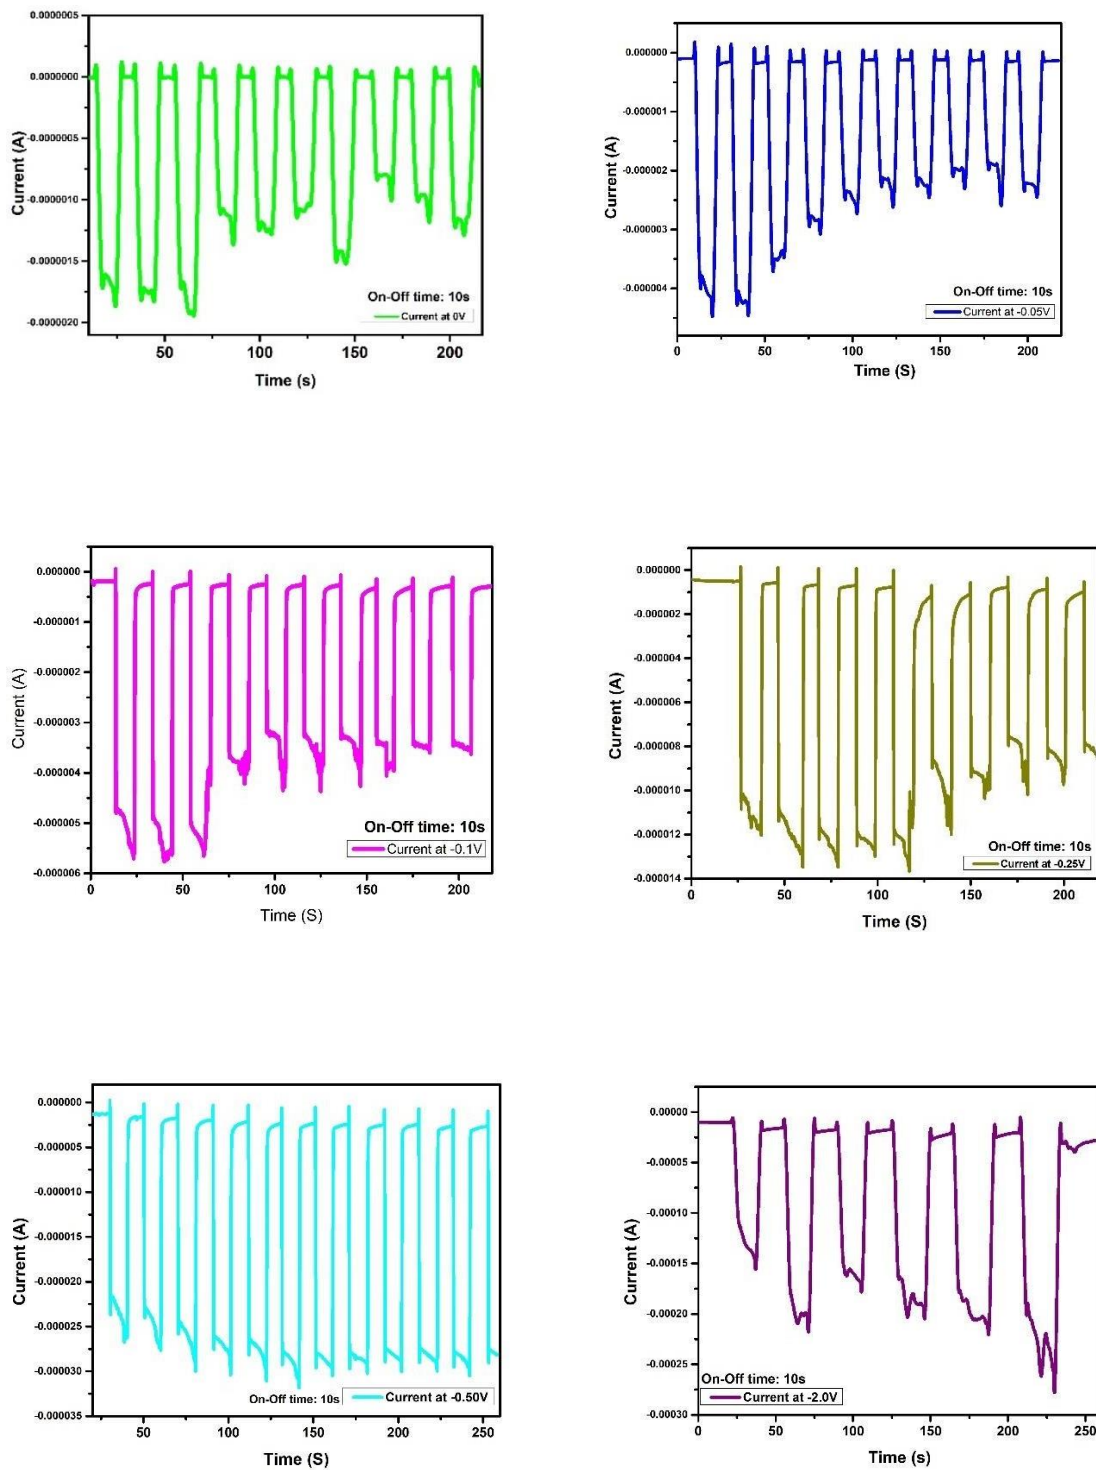 0.0000005
0.0000000
-0.0000005
-0.0000010
-0.0000015
-0.0000020
Current (A)
On-Off time: 10s
Current at 0V
50 100 150 200
Time (s)
0.000000
-0.000001
-0.000002
-0.000003
-0.000004
Current (A)
On-Off time: 10s
Current at -0.05V
0 50 100 150 200
Time (S)
0.000000
-0.000001
-0.000002
-0.000003
-0.000004
-0.000005
-0.000006
Current (A)
On-Off time: 10s
Current at -0.1V
0 50 100 150 200
Time (S)
0.000000
-0.000002
-0.000004
-0.000006
-0.000008
-0.000010
-0.000012
-0.000014
Current (A)
On-Off time: 10s
Current at -0.25V
0 50 100 150 200
Time (S)
0.000000
-0.000005
-0.000010
-0.000015
-0.000020
-0.000025
-0.000030
-0.000035
Current (A)
On-Off time: 10s
Current at -0.50V
50 100 150 200 250
Time (S)
0.00000
-0.00005
-0.00010
-0.00015
-0.00020
-0.00025
-0.00030
Current (A)
On-Off time: 10s
Current at -2.0V
0 50 100 150 200 250
Time (s)